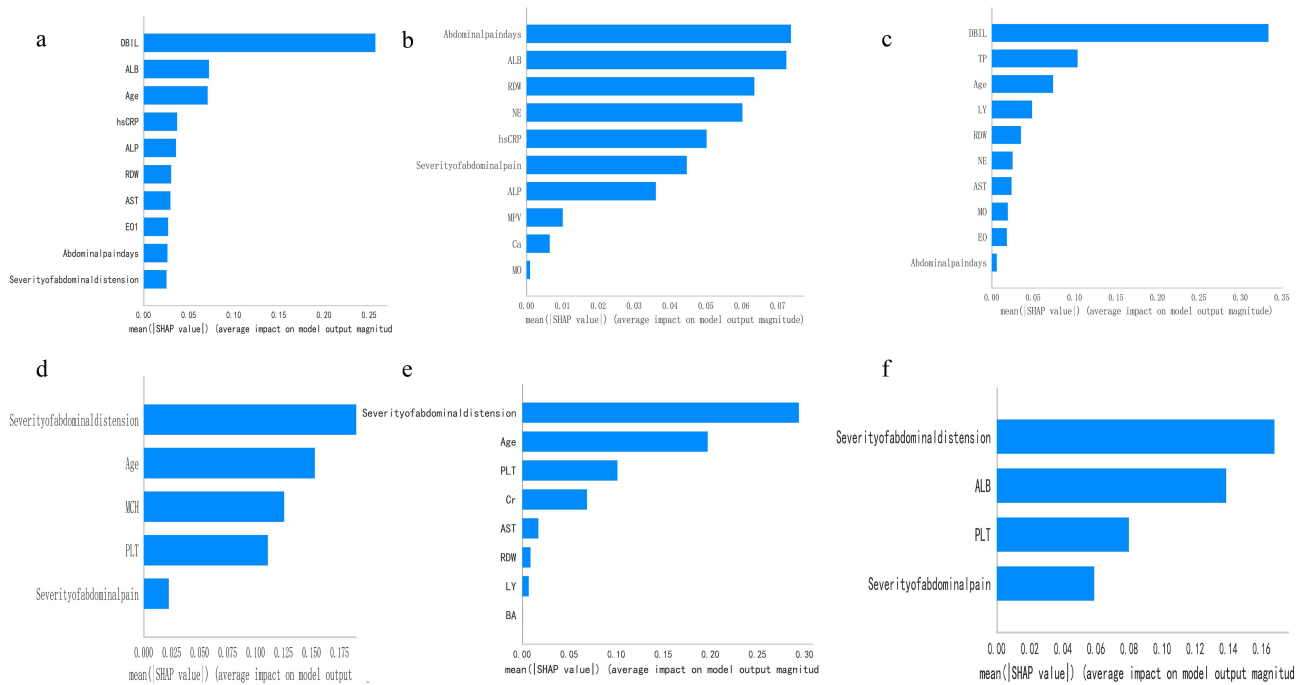 a
DBIL
ALB
Age
hsCRP
ALP
RDW
AST
EO1
Abdominalpaindays
Severityofabdominaldistension
0.00 0.05 0.10 0.15 0.20 0.25
mean(|SHAP value|) (average impact on model output magnitud
b
Abdominalpaindays
ALB
RDW
NE
hsCRP
Severityofabdominalpain
ALP
MPV
Ca
MO
0.00 0.01 0.02 0.03 0.04 0.05 0.06 0.07
mean(|SHAP value|) (average impact on model output magnitude)
c
DBIL
TP
Age
LY
RDW
NE
AST
MO
EO
Abdominalpaindays
0.00 0.05 0.10 0.15 0.20 0.25 0.30 0.35
mean(|SHAP value|) (average impact on model output magnitude)
d
Severityofabdominaldistension
Age
MCH
PLT
Severityofabdominalpain
0.000 0.025 0.050 0.075 0.100 0.125 0.150 0.175
mean(|SHAP value|) (average impact on model output
e
Severityofabdominaldistension
Age
PLT
Cr
AST
RDW
LY
BA
0.00 0.05 0.10 0.15 0.20 0.25 0.30
mean(|SHAP value|) (average impact on model output magnitud
f
Severityofabdominaldistension
ALB
PLT
Severityofabdominalpain
0.00 0.02 0.04 0.06 0.08 0.10 0.12 0.14 0.16
mean(|SHAP value|) (average impact on model output magnitud